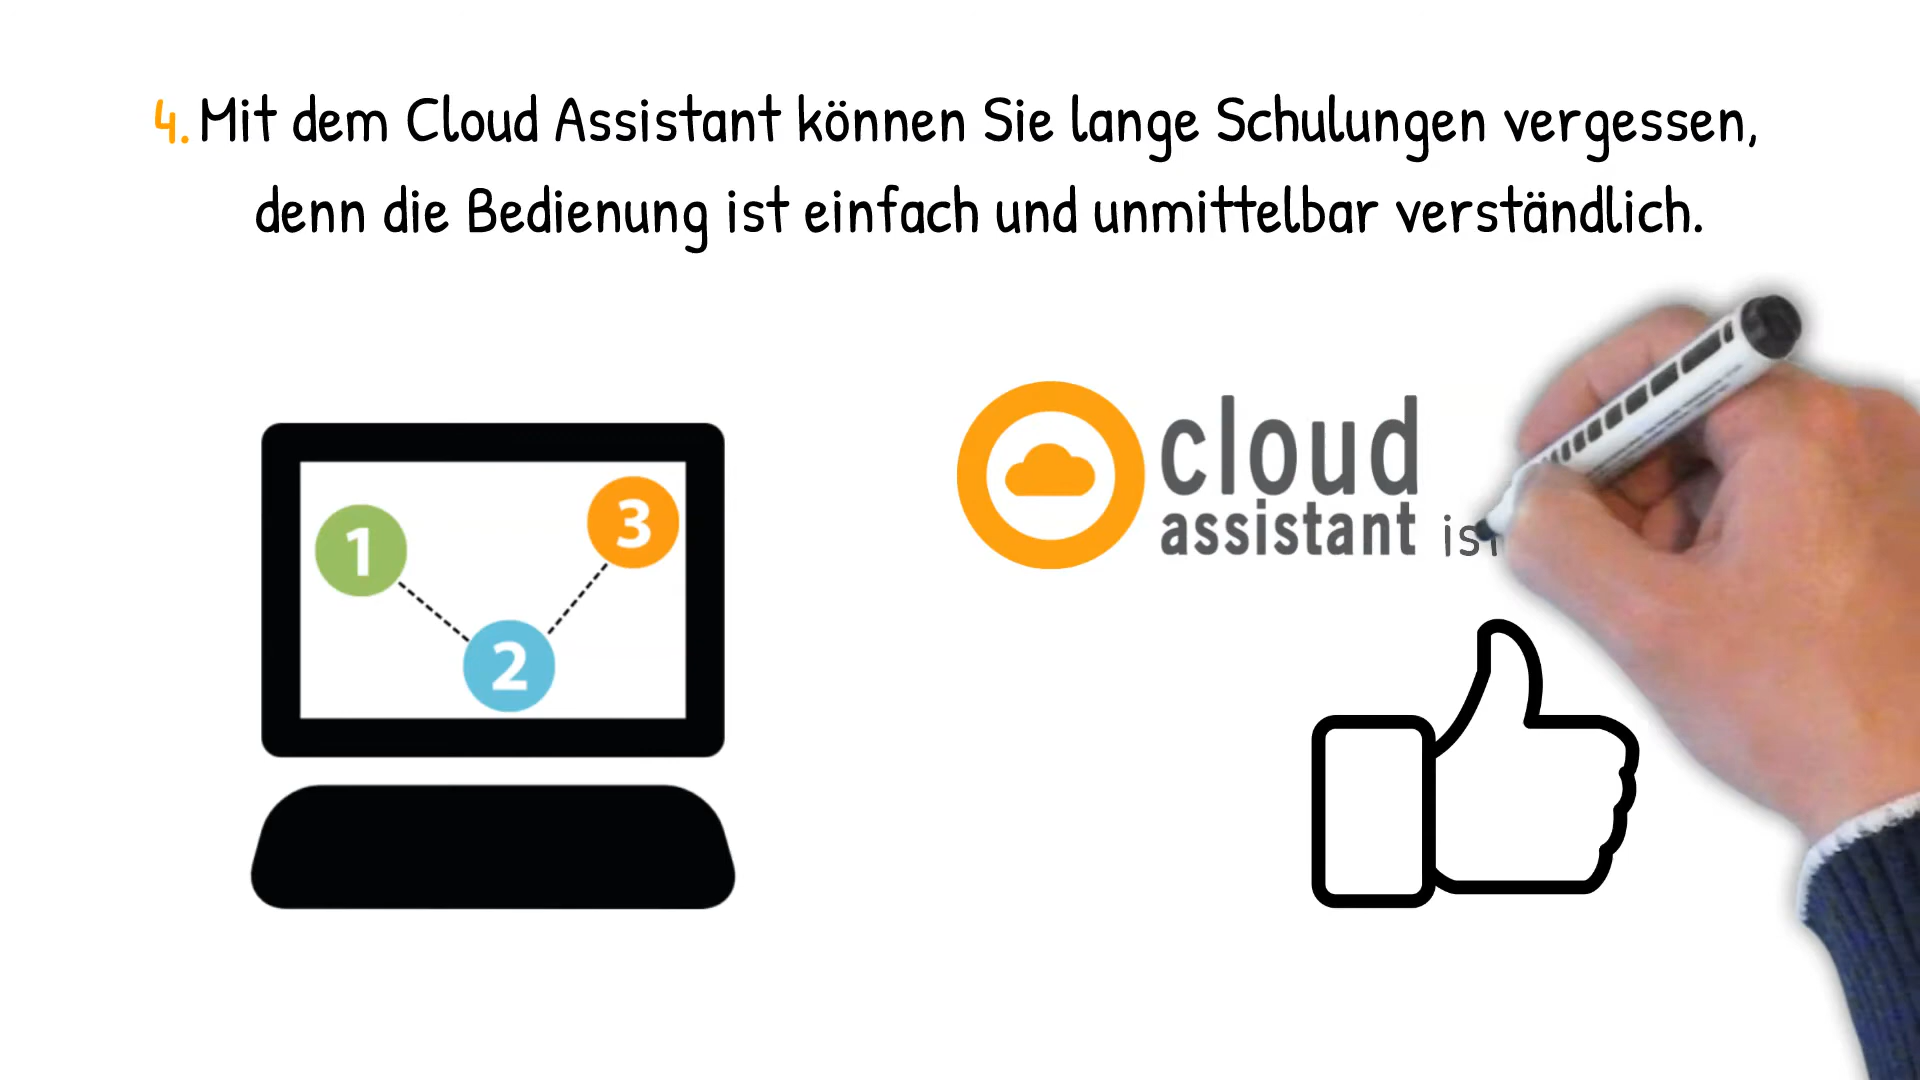 4. Mit dem Cloud Assistant können Sie lange Schulungen vergessen,
denn die Bedienung ist einfach und unmittelbar verständlich.
1
3
2
cloud
assistant